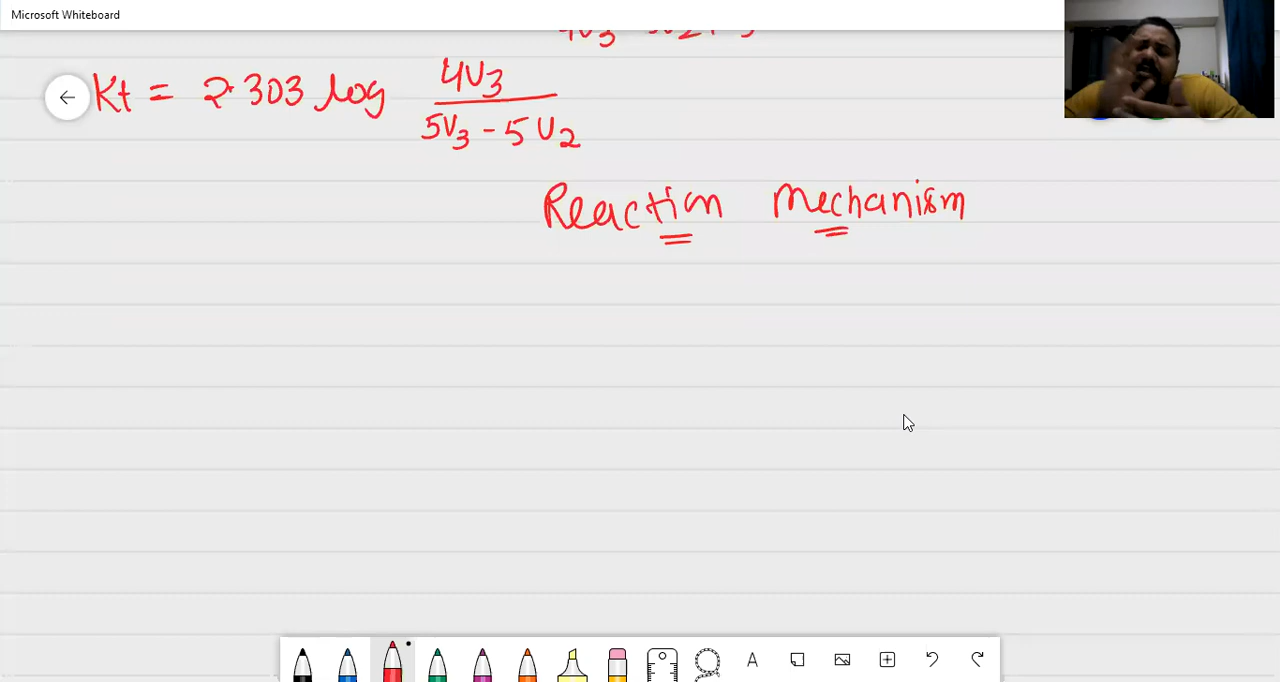 Microsoft Whiteboard
Kt = 2.303 log 4V3 / 5V3 - 5V2
Reaction Mechanism
A